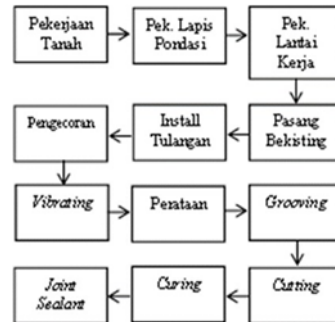 Pekerjaan
Tanah
Pek. Lapis
Pondasi
Pek.
Lantai
Kerja
Pengecoran
Install
Tulangan
Pasang
Bekisting
Vibrating
Perataan
Grooving
Joint
Sealant
Curing
Cutting